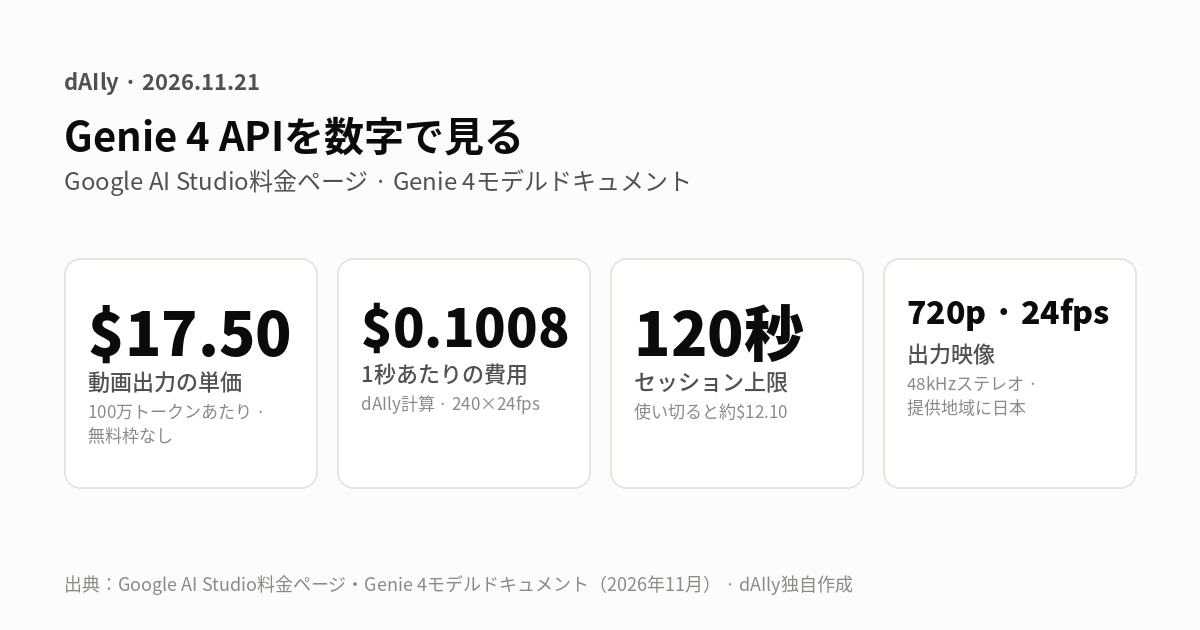 dAIly · 2026.11.21
Genie 4 APIを数字で見る
Google AI Studio料金ページ · Genie 4モデルドキュメント
$17.50
動画出力の単価
100万トークンあたり ·
無料枠なし
$0.1008
1秒あたりの費用
dAIly計算 · 240×24fps
120秒
セッション上限
使い切ると約$12.10
720p · 24fps
出力映像
48kHzステレオ ·
提供地域に日本
出典：Google AI Studio料金ページ・Genie 4モデルドキュメント（2026年11月） · dAIly独自作成